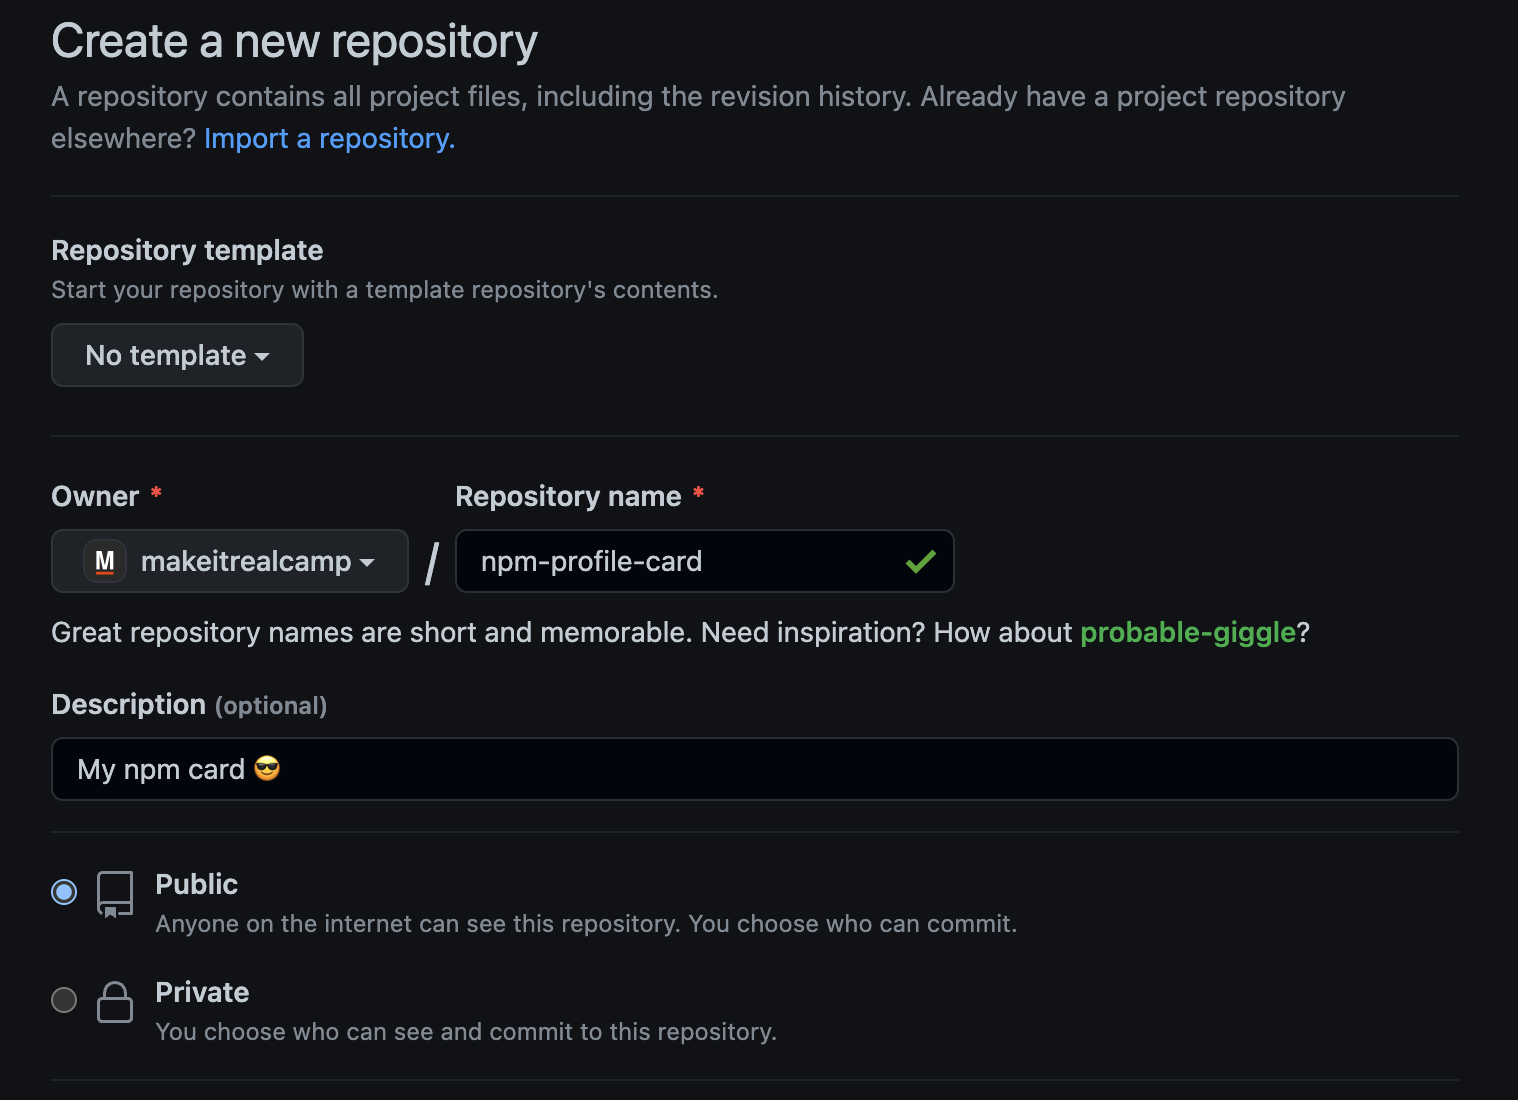 Create a new repository
A repository contains all project files, including the revision history. Already have a project repository
elsewhere? Import a repository.
Repository template
Start your repository with a template repository's contents.
No template
Owner * Repository name *
M makeitrealcamp / npm-profile-card
Great repository names are short and memorable. Need inspiration? How about probable-giggle?
Description (optional)
My npm card 😎
Public
Anyone on the internet can see this repository. You choose who can commit.
Private
You choose who can see and commit to this repository.